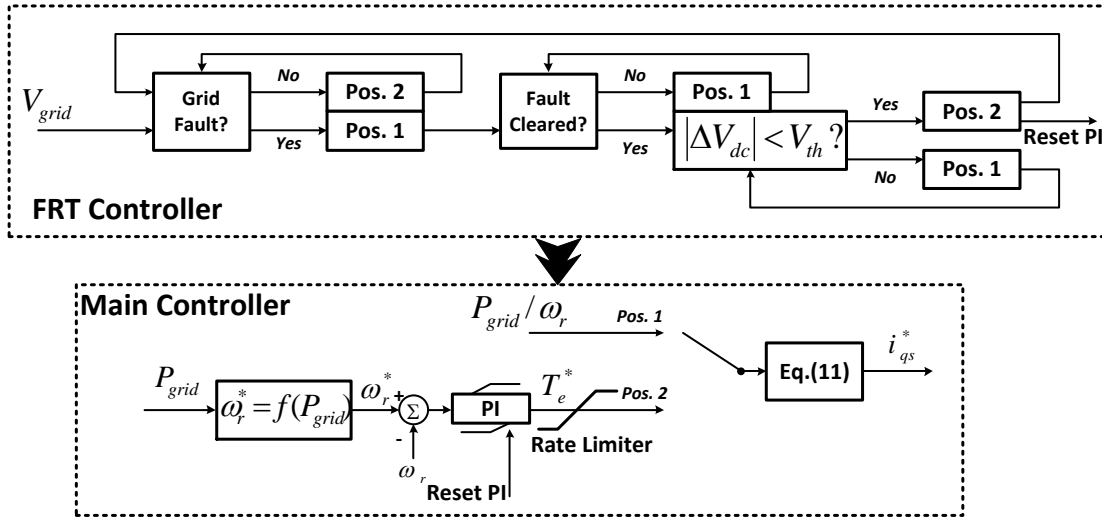 V_grid
Grid
Fault?
No
Yes
Pos. 2
Pos. 1
Fault
Cleared?
No
Yes
Pos. 1
|ΔV_dc| < V_th ?
Yes
No
Pos. 2
Pos. 1
Reset PI
FRT Controller
Main Controller
P_grid / ω_r
Pos. 1
P_grid
ω_r^* = f(P_grid)
ω_r^*
+
Σ
-
ω_r
PI
Reset PI
T_e^*
Pos. 2
Rate Limiter
Eq.(11)
i_qs^*